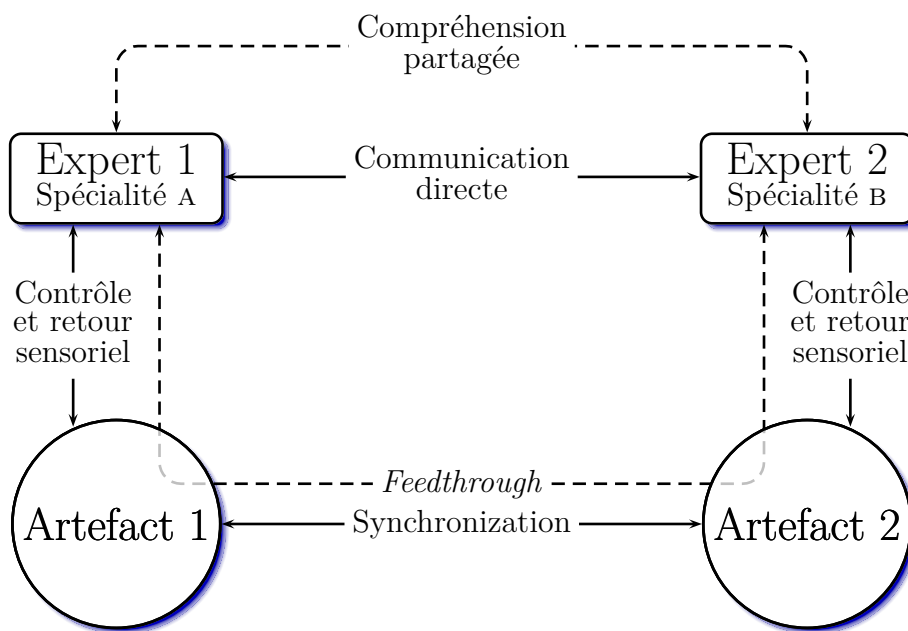 Compréhension
partagée
Expert 1
Spécialité A
Communication
directe
Expert 2
Spécialité B
Contrôle
et retour
sensoriel
Contrôle
et retour
sensoriel
Feedthrough
Artefact 1
Synchronization
Artefact 2